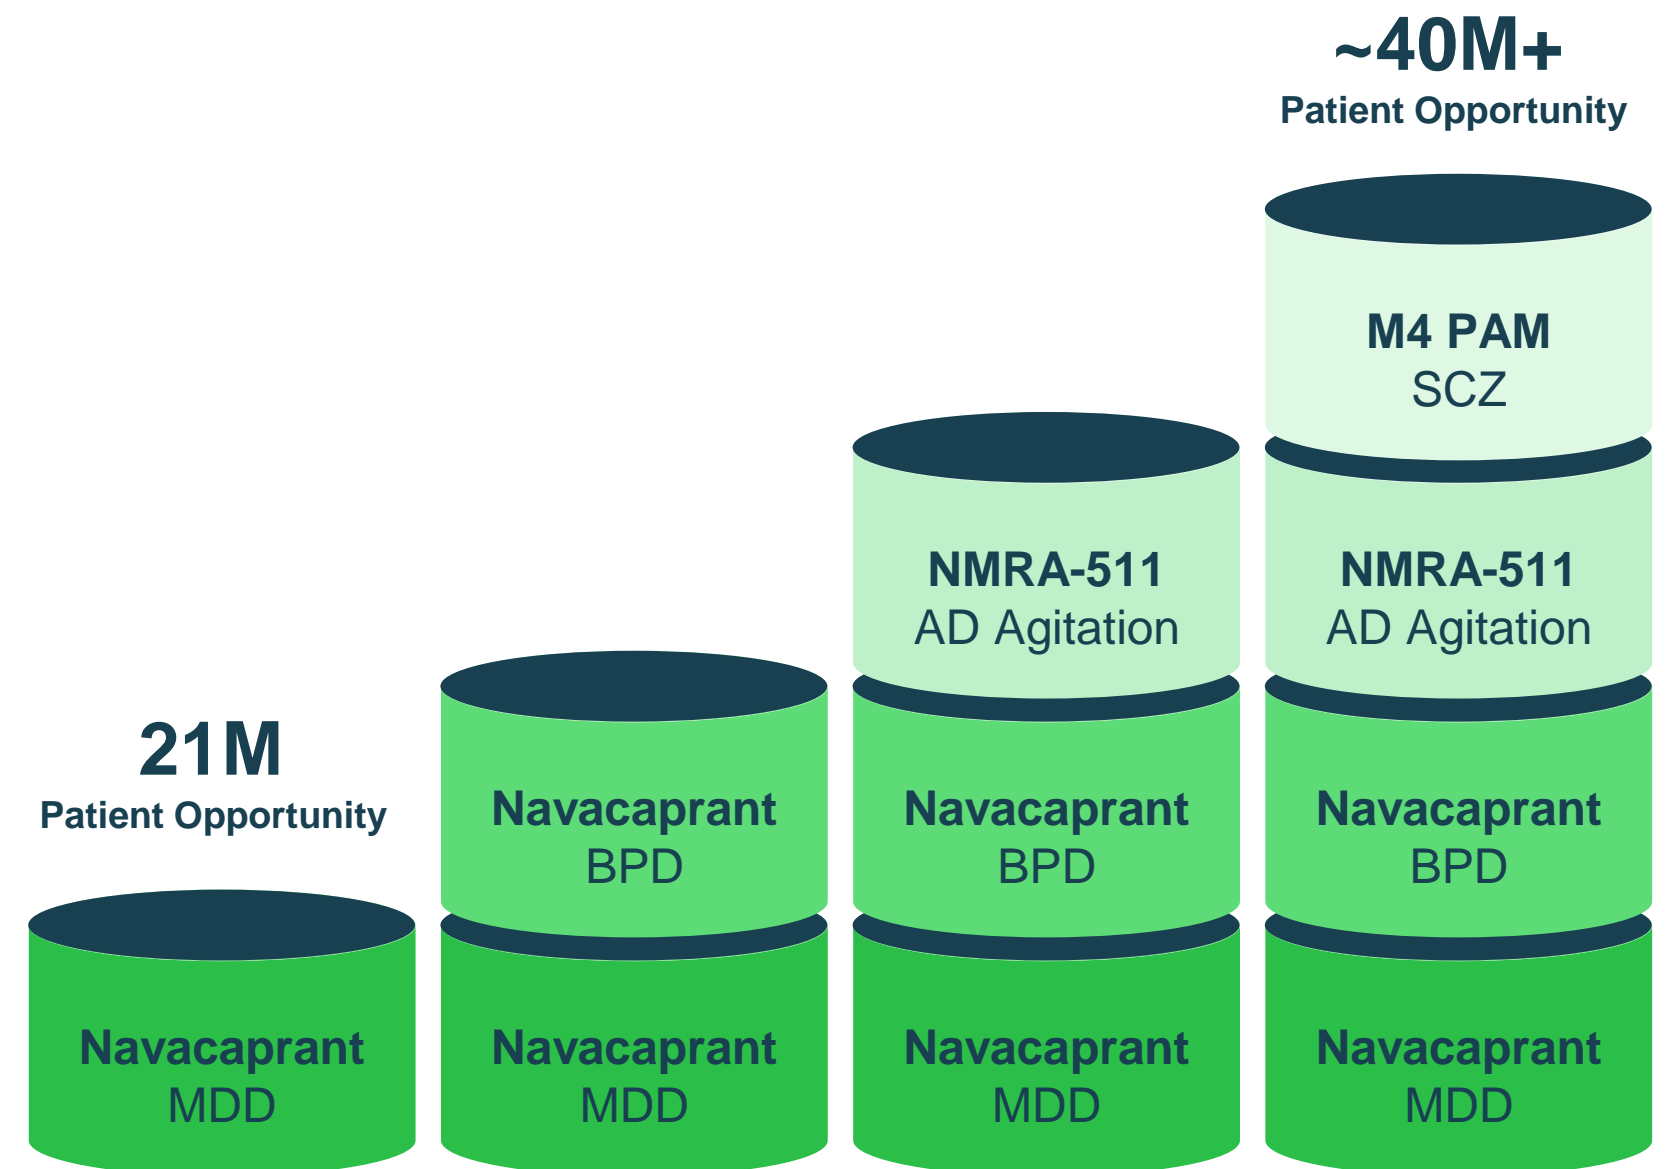 ~40M+
Patient Opportunity
M4 PAM
SCZ
NMRA-511
AD Agitation
NMRA-511
AD Agitation
21M
Patient Opportunity
Navacaprant
BPD
Navacaprant
BPD
Navacaprant
BPD
Navacaprant
MDD
Navacaprant
MDD
Navacaprant
MDD
Navacaprant
MDD